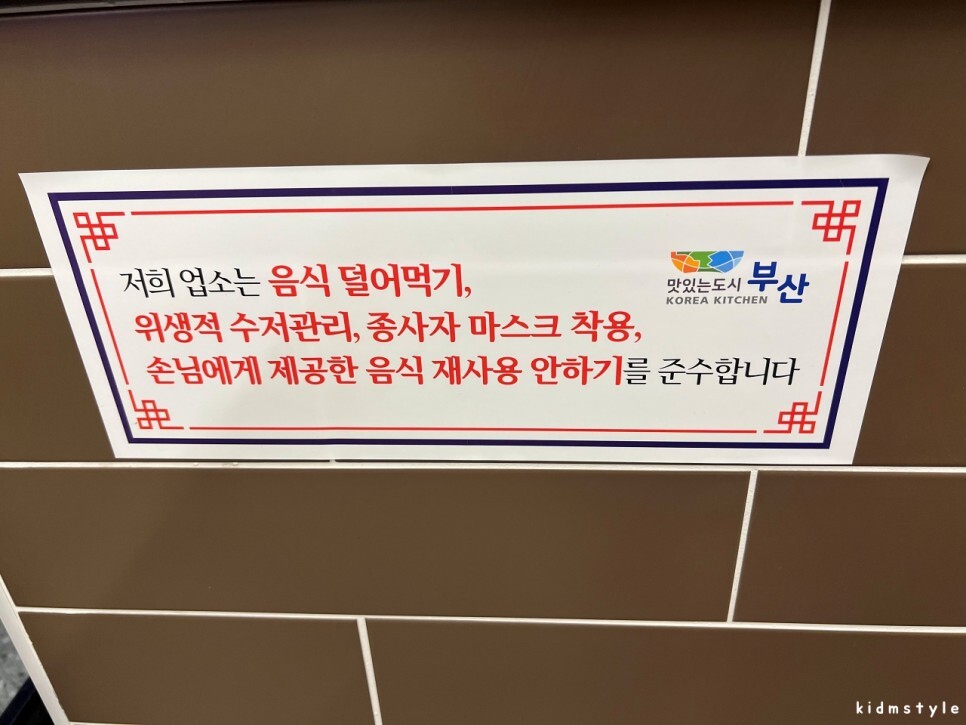 저희 업소는 음식 덜어먹기,
위생적 수저관리, 종사자 마스크 착용,
손님에게 제공한 음식 재사용 안하기를 준수합니다
맛있는도시 부산
KOREA KITCHEN
kidmstyle